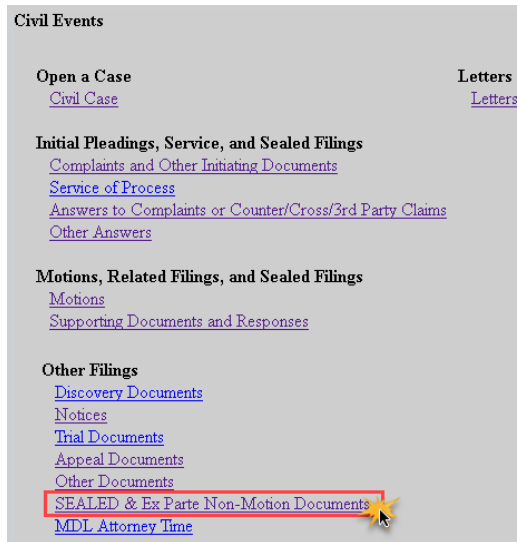 Civil Events
Open a Case
Civil Case
Letters
Letters
Initial Pleadings, Service, and Sealed Filings
Complaints and Other Initiating Documents
Service of Process
Answers to Complaints or Counter/Cross/3rd Party Claims
Other Answers
Motions, Related Filings, and Sealed Filings
Motions
Supporting Documents and Responses
Other Filings
Discovery Documents
Notices
Trial Documents
Appeal Documents
Other Documents
SEALED & Ex Parte Non-Motion Documents
MDL Attorney Time